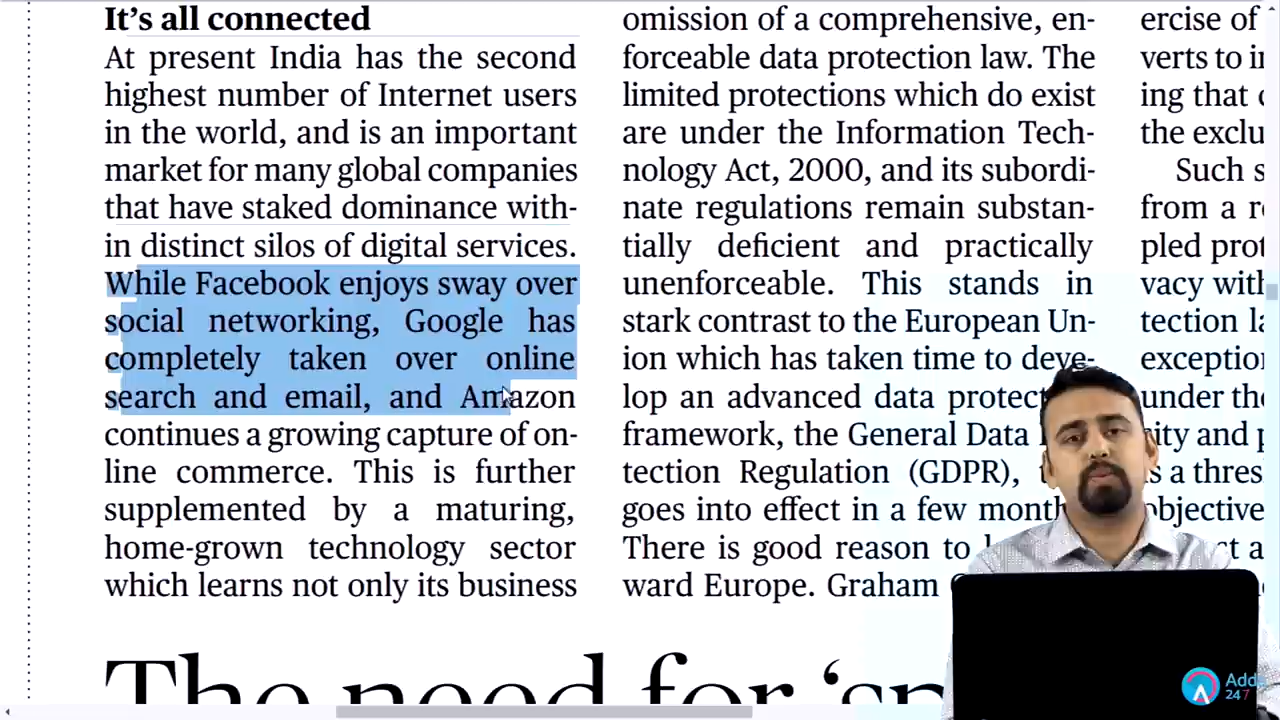 It's all connected
At present India has the second
highest number of Internet users
in the world, and is an important
market for many global companies
that have staked dominance with-
in distinct silos of digital services.
While Facebook enjoys sway over
social networking, Google has
completely taken over online
search and email, and Amazon
continues a growing capture of on-
line commerce. This is further
supplemented by a maturing,
home-grown technology sector
which learns not only its business
omission of a comprehensive, en-
forceable data protection law. The
limited protections which do exist
are under the Information Tech-
nology Act, 2000, and its subordi-
nate regulations remain substan-
tially deficient and practically
unenforceable. This stands in
stark contrast to the European Un-
ion which has taken time to deve-
lop an advanced data protect
framework, the General Data
tection Regulation (GDPR),
goes into effect in a few month
There is good reason to
ward Europe. Graham
ercise of
verts to
ing that
the exclu
Such
from a
pled prot
vacy with
tection
exception
under the
and
is a thres
objective
The need for 'sp
Adda
247